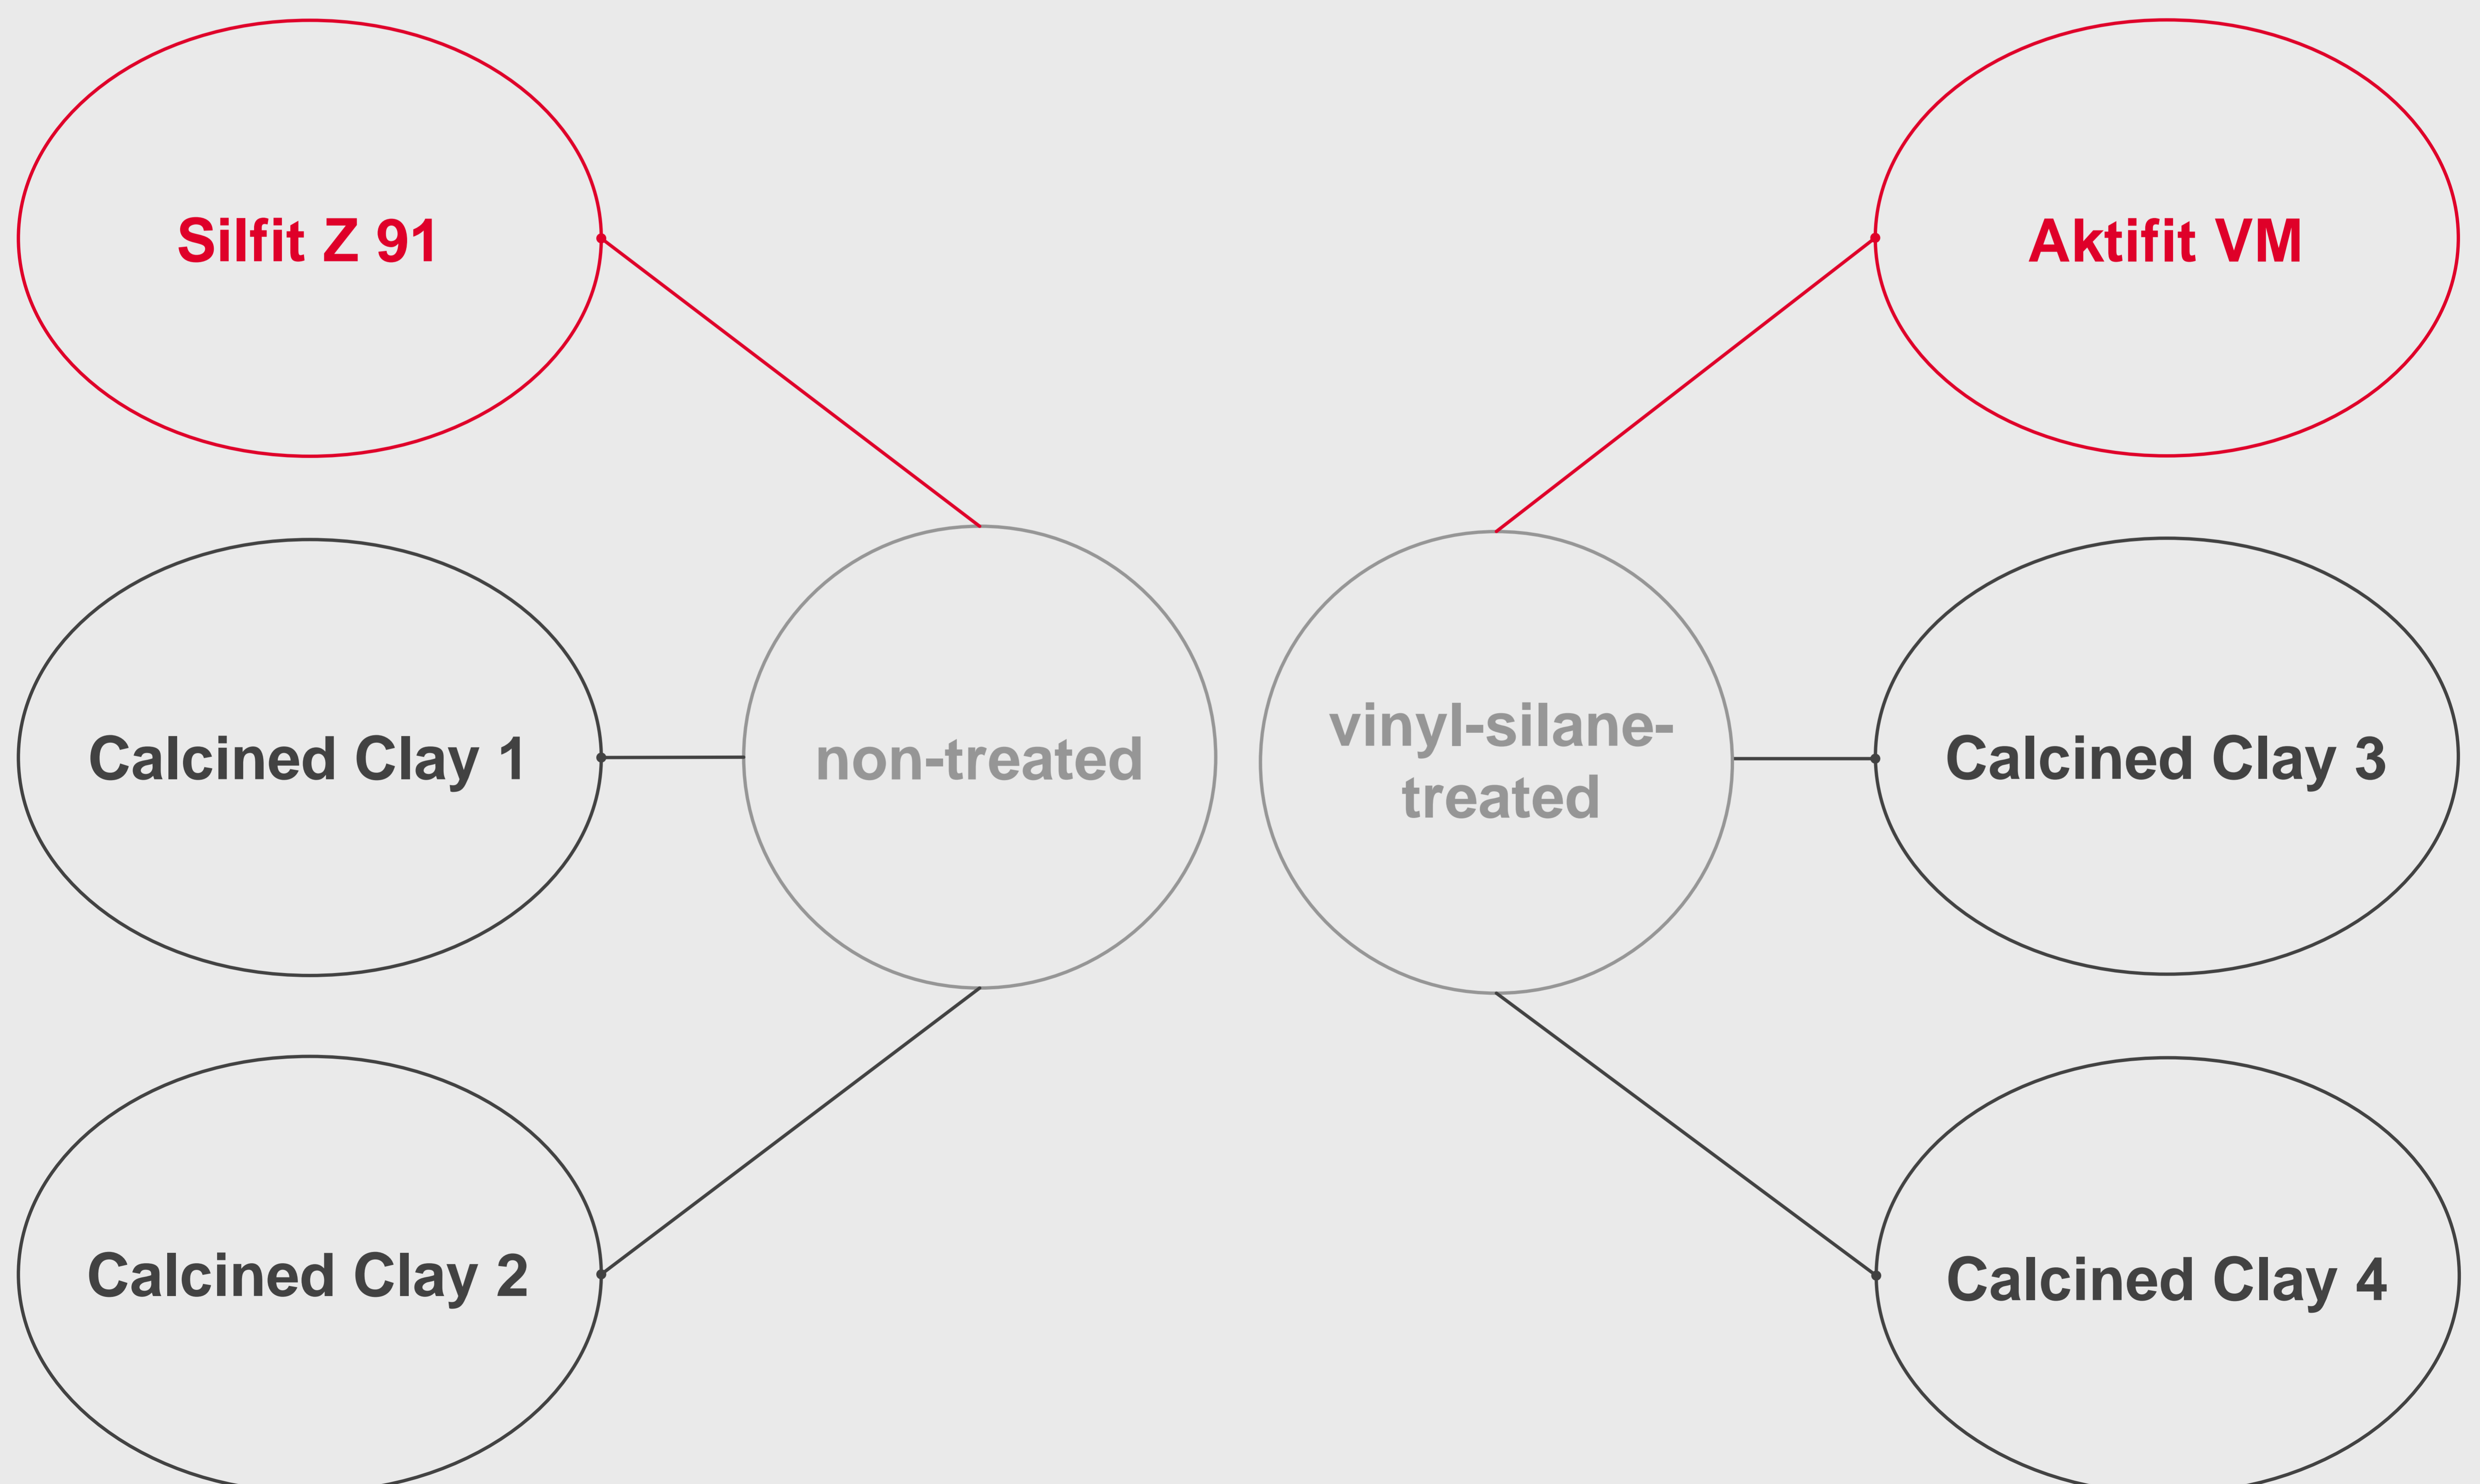 Silfit Z 91
Aktifit VM
Calcined Clay 1
non-treated
vinyl-silane-
treated
Calcined Clay 3
Calcined Clay 2
Calcined Clay 4